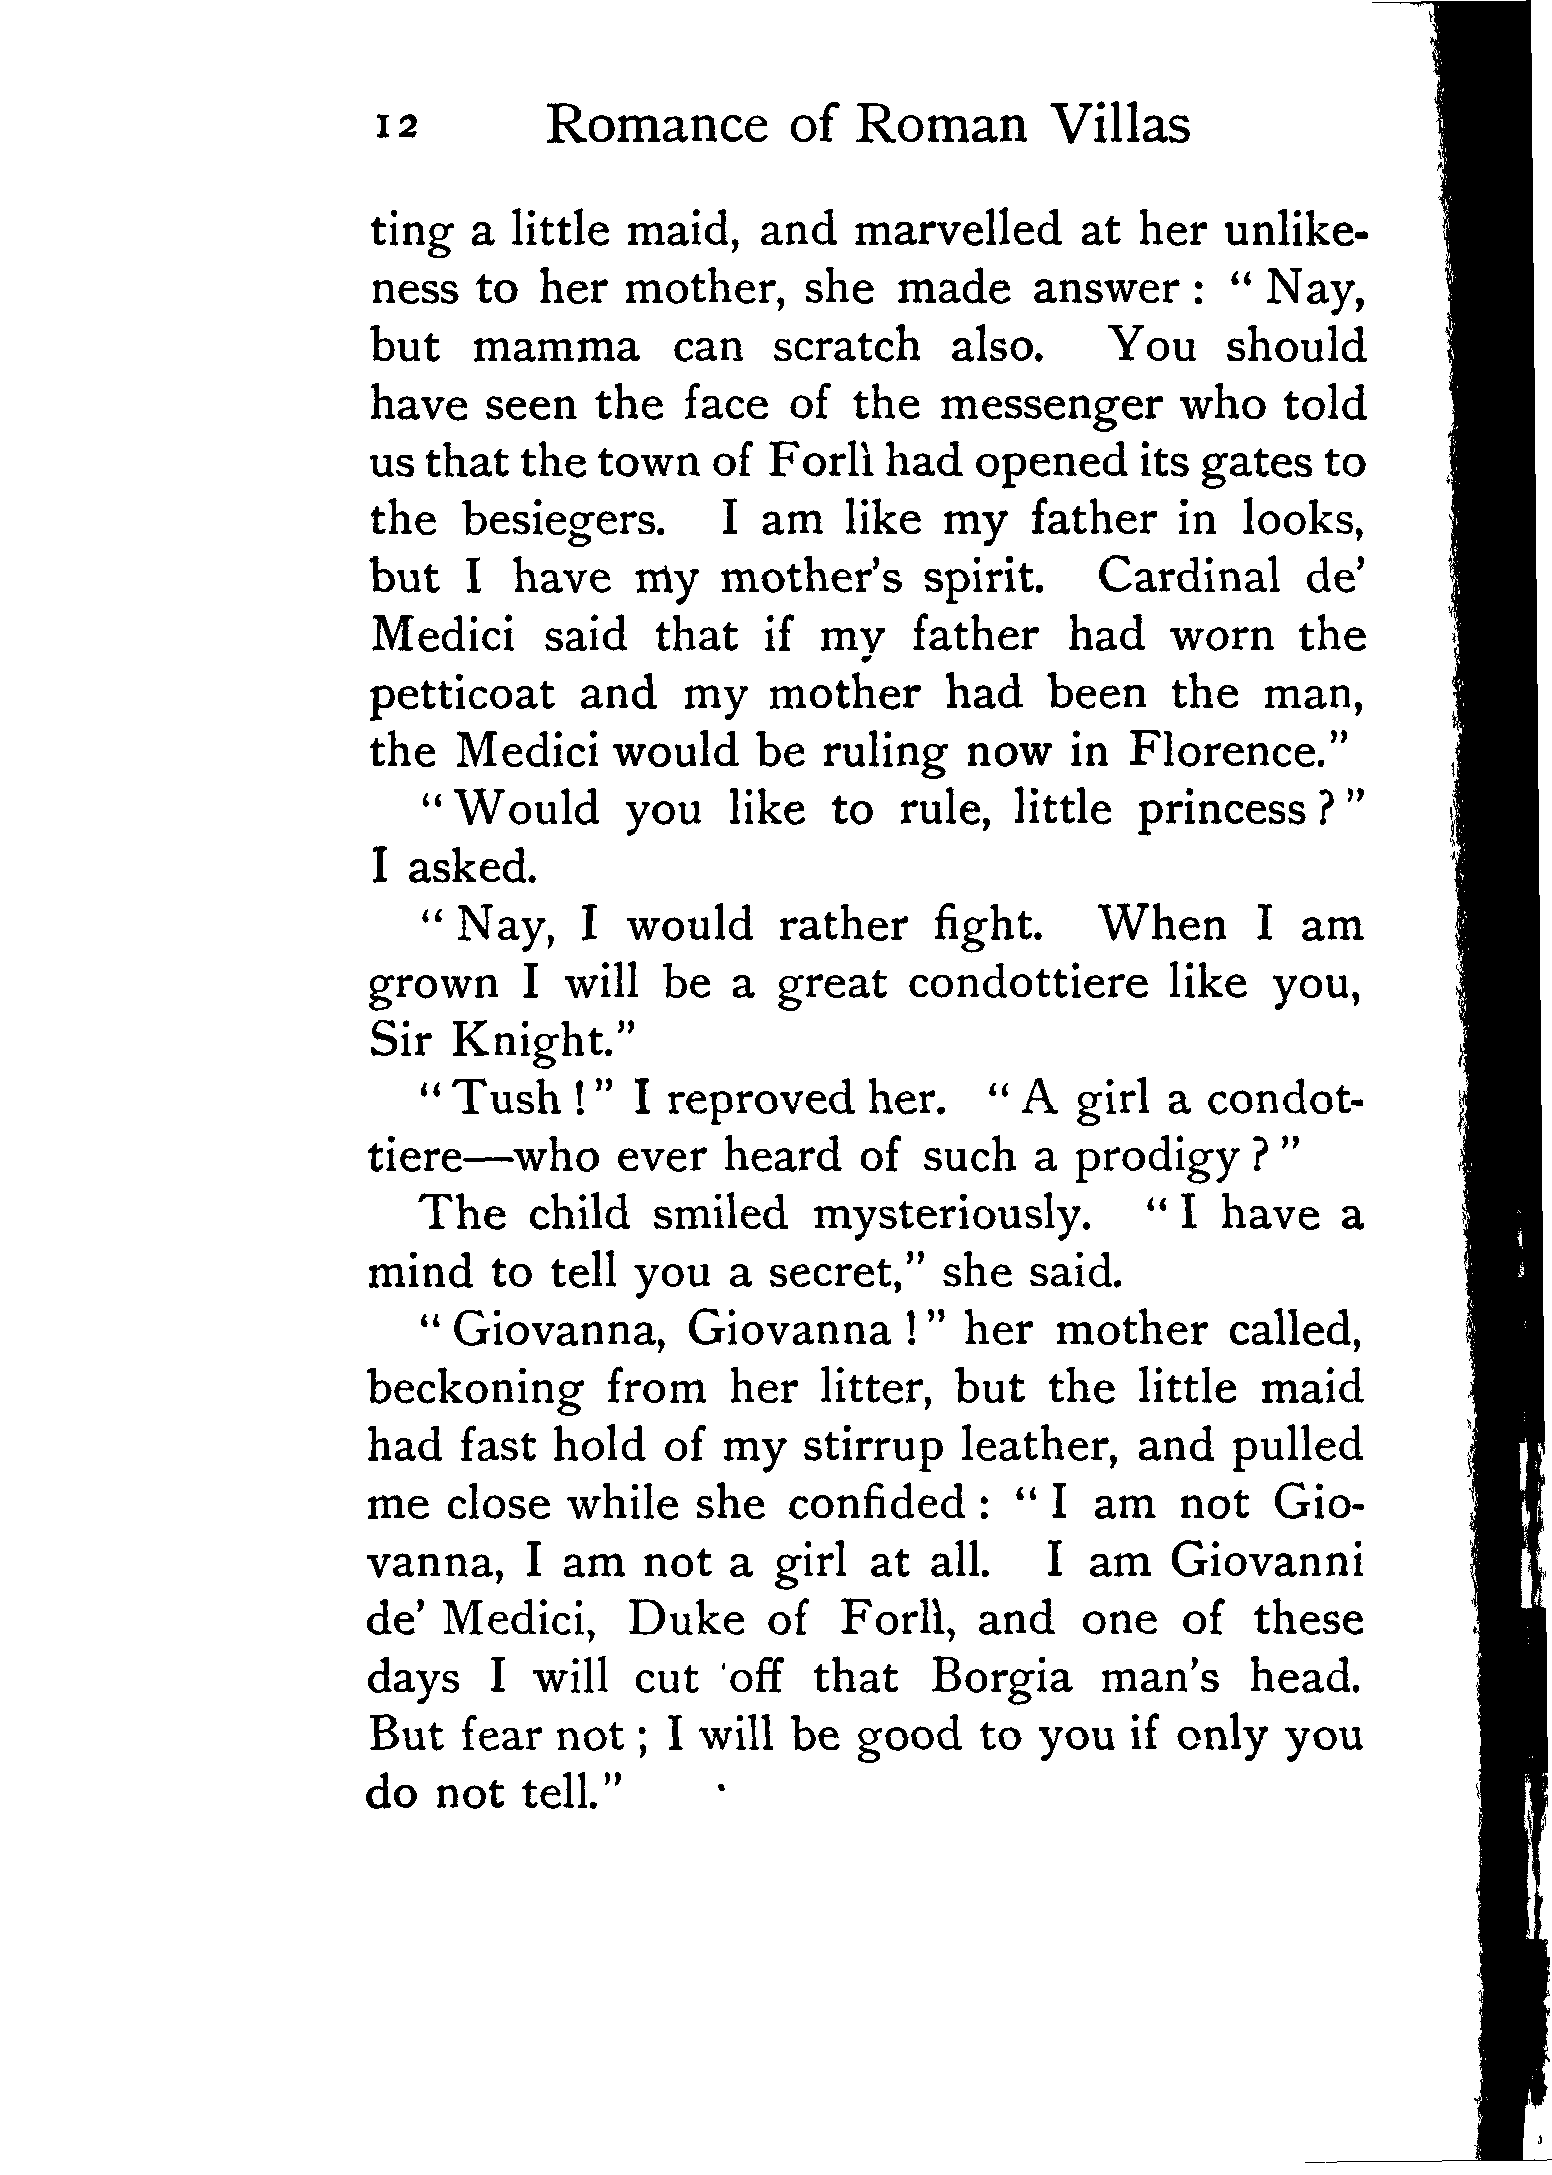 12 Romance of Roman Villas
ting a little maid, and marvelled at her unlike-
ness to her mother, she made answer : “ Nay,
but mamma can scratch also. You should
have seen the face of the messenger who told
us that the town of Forlì had opened its gates to
the besiegers. I am like my father in looks,
but I have my mother's spirit. Cardinal de'
Medici said that if my father had worn the
petticoat and my mother had been the man,
the Medici would be ruling now in Florence.”
“ Would you like to rule, little princess ? ”
I asked.
“ Nay, I would rather fight. When I am
grown I will be a great condottiere like you,
Sir Knight.”
“ Tush ! ” I reproved her. “ A girl a condot-
tiere—who ever heard of such a prodigy ? ”
The child smiled mysteriously. “ I have a
mind to tell you a secret,” she said.
“ Giovanna, Giovanna ! ” her mother called,
beckoning from her litter, but the little maid
had fast hold of my stirrup leather, and pulled
me close while she confided : “ I am not Gio-
vanna, I am not a girl at all. I am Giovanni
de' Medici, Duke of Forlì, and one of these
days I will cut off that Borgia man's head.
But fear not ; I will be good to you if only you
do not tell.”